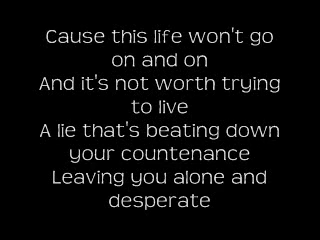 Cause this life won't go
on and on
And it's not worth trying
to live
A lie that's beating down
your countenance
Leaving you alone and
desperate